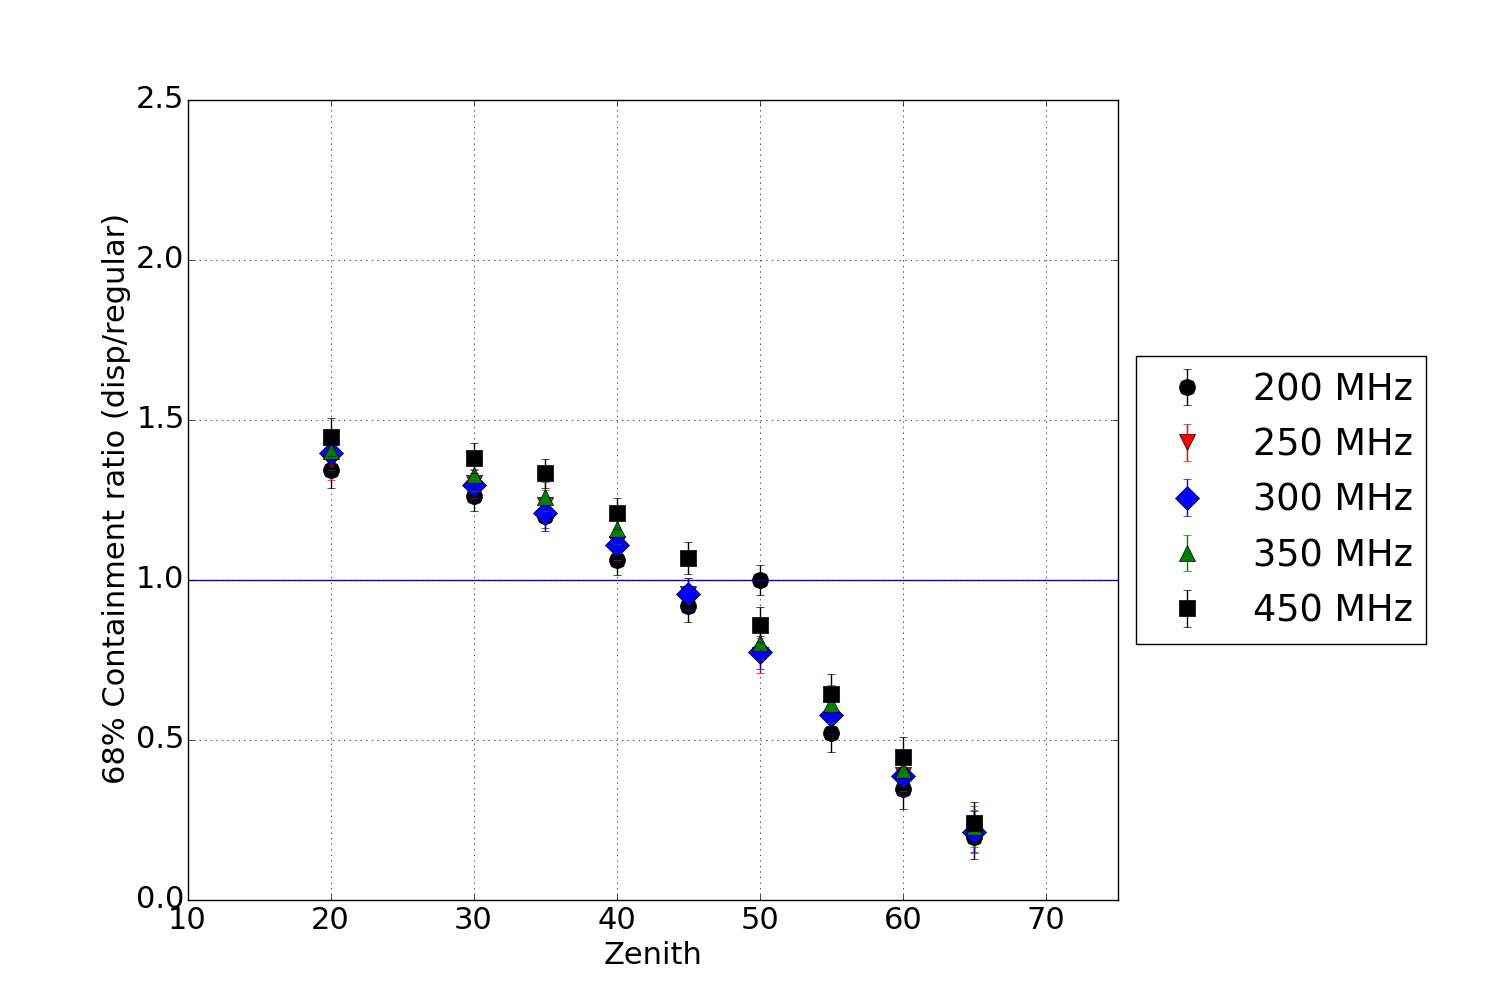 68% Containment ratio (disp/regular)
2.5
2.0
1.5
1.0
0.5
0.0
10 20 30 40 50 60 70
Zenith
200 MHz
250 MHz
300 MHz
350 MHz
450 MHz